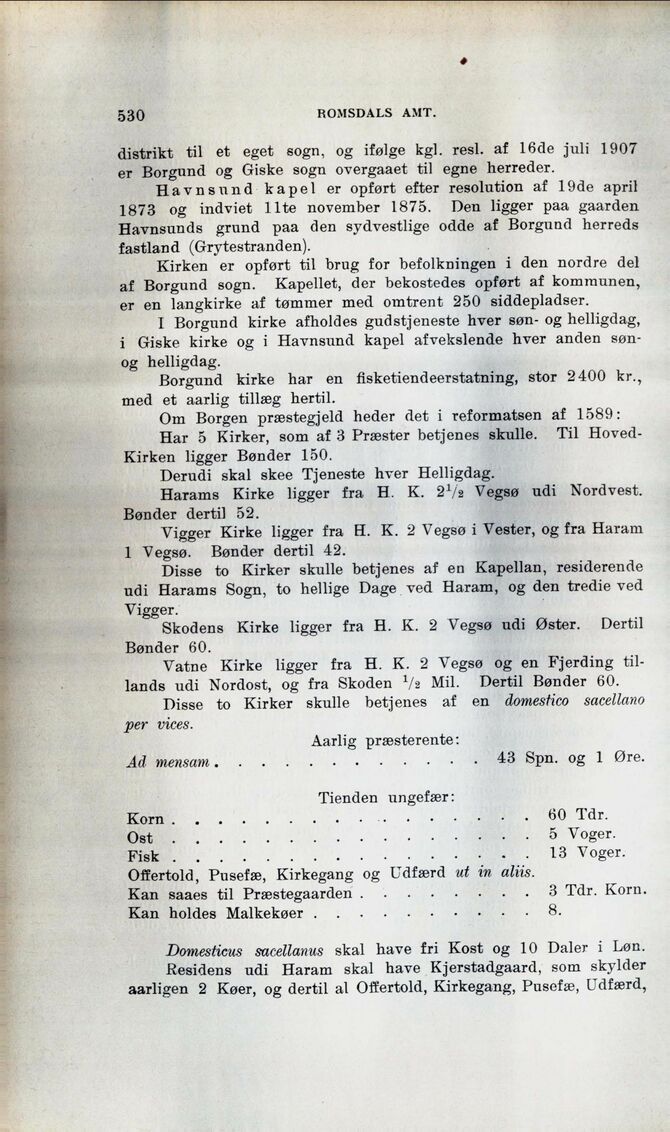 530 ROMSDALS AMT.
distrikt til et eget sogn, og ifølge kgl. resl. af 16de juli 1907
er Borgund og Giske sogn overgaaet til egne herreder.
Havnsund kapel er opført efter resolution af 19de april
1873 og indviet 11te november 1875. Den ligger paa gaarden
Havnsunds grund paa den sydvestlige odde af Borgund herreds
fastland (Grytestranden).
Kirken er opført til brug for befolkningen i den nordre del
af Borgund sogn. Kapellet, der bekostedes opført af kommunen,
er en langkirke af tømmer med omtrent 250 siddepladser.
I Borgund kirke afholdes gudstjeneste hver søn- og helligdag,
i Giske kirke og i Havnsund kapel afvekslende hver anden søn-
og helligdag.
Borgund kirke har en fisketiendeerstatning, stor 2400 kr.,
med et aarlig tillæg hertil.
Om Borgen præstegjeld heder det i reformatsen af 1589:
Har 5 Kirker, som af 3 Præster betjenes skulle. Til Hoved-
Kirken ligger Bønder 150.
Derudi skal skee Tjeneste hver Helligdag.
Harams Kirke ligger fra H. K. 2¹/₂ Vegsø udi Nordvest.
Bønder dertil 52.
Vigger Kirke ligger fra H. K. 2 Vegsø i Vester, og fra Haram
1 Vegsø. Bønder dertil 42.
Disse to Kirker skulle betjenes af en Kapellan, residerende
udi Harams Sogn, to hellige Dage ved Haram, og den tredie ved
Vigger.
Skodens Kirke ligger fra H. K. 2 Vegsø udi Øster. Dertil
Bønder 60.
Vatne Kirke ligger fra H. K. 2 Vegsø og en Fjerding til-
lands udi Nordost, og fra Skoden ¹/₂ Mil. Dertil Bønder 60.
Disse to Kirker skulle betjenes af en domestico sacellano
per vices.
Aarlig præsterente:
Ad mensam . . . . . . . . . . . . 43 Spn. og 1 Øre.
Tienden ungefær:
Korn . . . . . . . . . . . . . . . . 60 Tdr.
Ost . . . . . . . . . . . . . . . . 5 Voger.
Fisk . . . . . . . . . . . . . . . . 13 Voger.
Offertold, Pusefæ, Kirkegang og Udfærd ut in aliis.
Kan saaes til Præstegaarden . . . . . . . . 3 Tdr. Korn.
Kan holdes Malkekøer . . . . . . . . . . 8.
Domesticus sacellanus skal have fri Kost og 10 Daler i Løn.
Residens udi Haram skal have Kjerstadgaard, som skylder
aarligen 2 Køer, og dertil al Offertold, Kirkegang, Pusefæ, Udfærd,